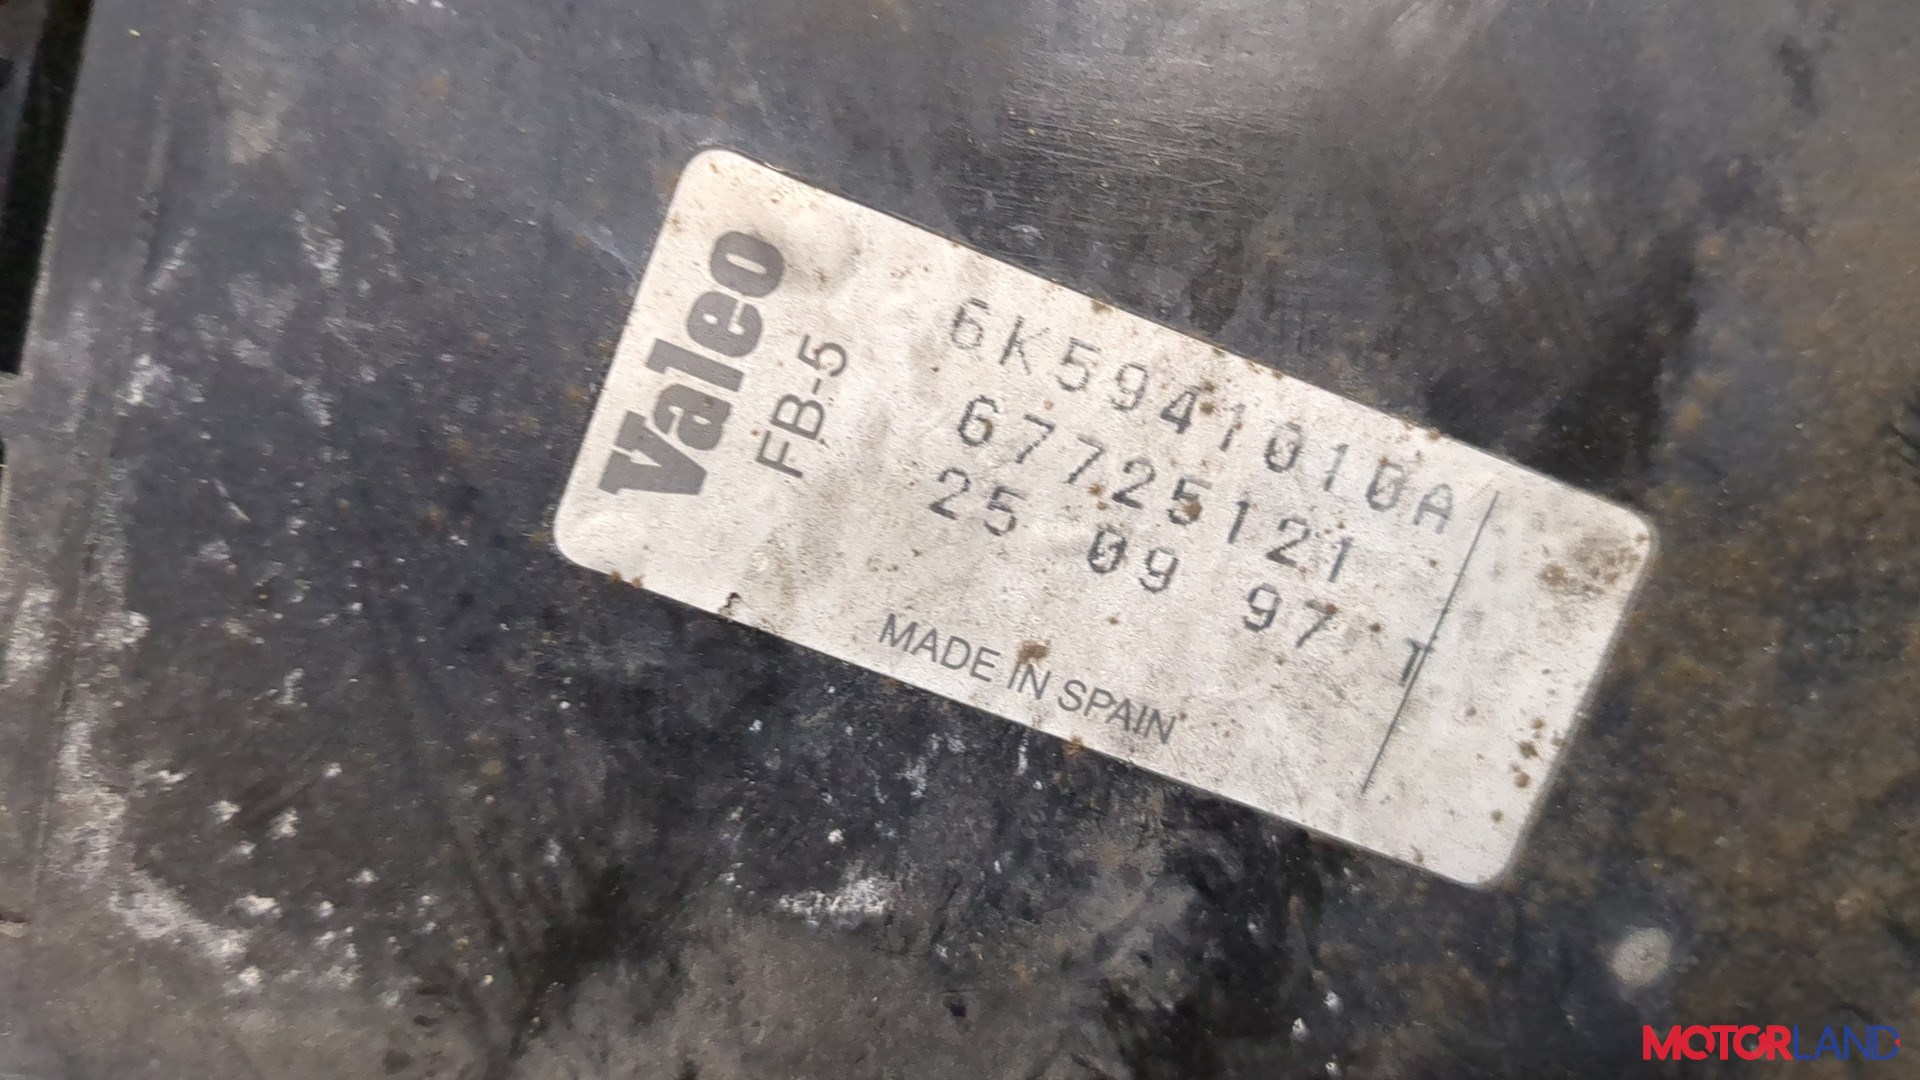 Valeo
FB-5
6K5941010A
67725121
25 09 97 T
MADE IN SPAIN
MOTORLAND